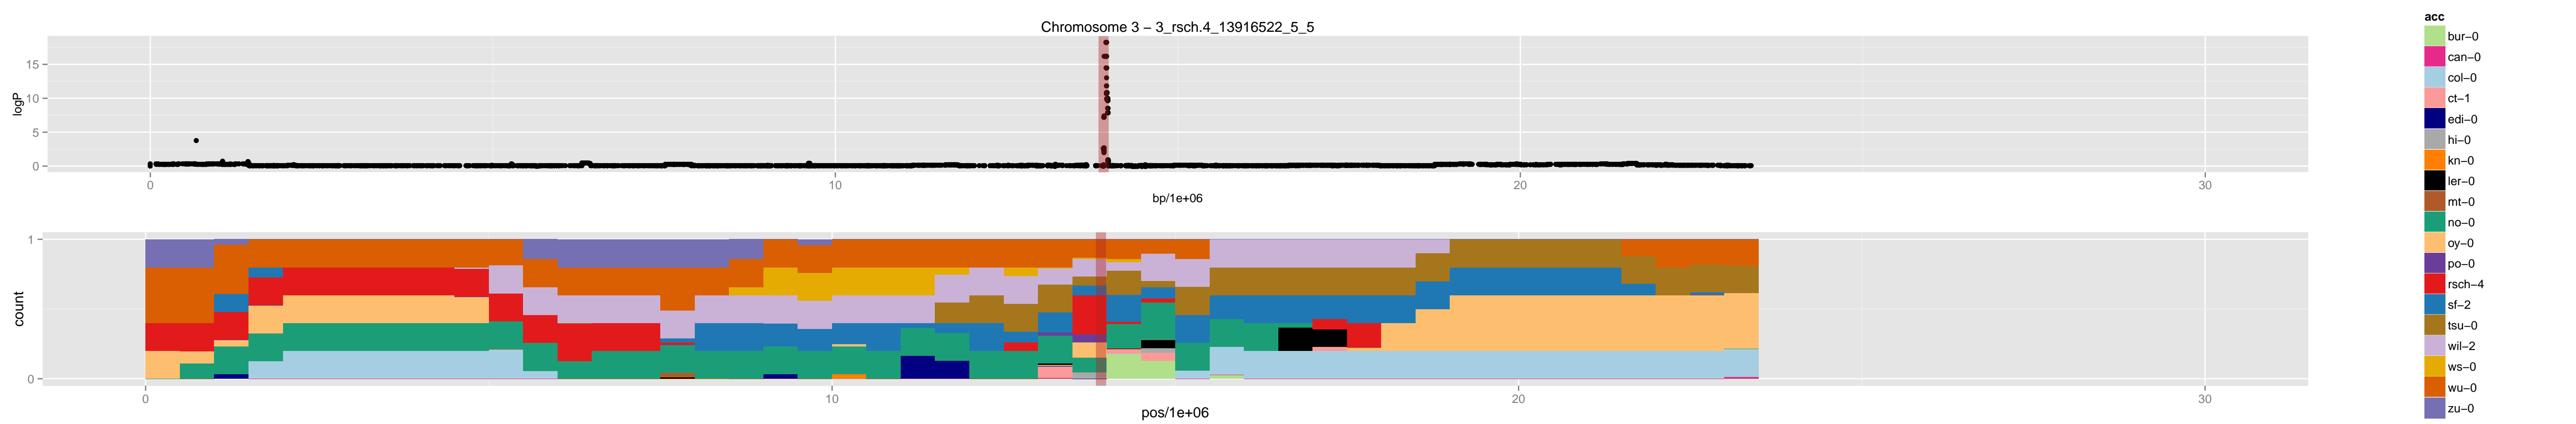 Chromosome 3 − 3_rsch.4_13916522_5_5
logP
15
10
5
0
0
10
20
30
bp/1e+06
count
1
0
0
10
20
30
pos/1e+06
acc
bur−0
can−0
col−0
ct−1
edi−0
hi−0
kn−0
ler−0
mt−0
no−0
oy−0
po−0
rsch−4
sf−2
tsu−0
wil−2
ws−0
wu−0
zu−0